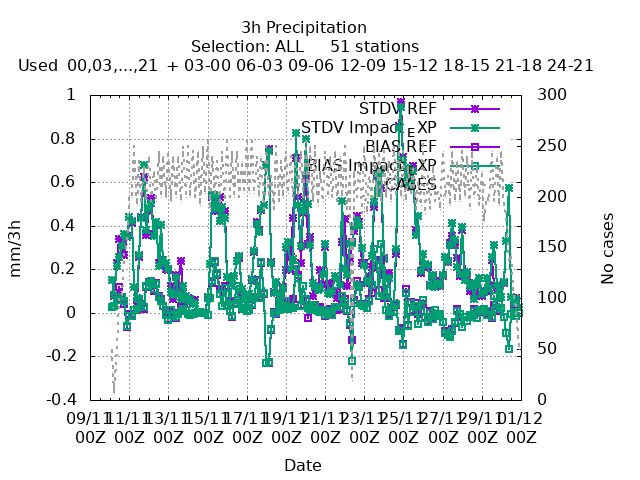 3h Precipitation
Selection: ALL 51 stations
Used 00,03,...,21 + 03-00 06-03 09-06 12-09 15-12 18-15 21-18 24-21
1 300
STDV REF
0.8 STDV Impact_EXP 250
BIAS REF
BIAS Impact_EXP
0.6 CASES 200
0.4
mm/3h No cases
150
0.2
100
0
-0.2 50
-0.4 0
09/11 11/11 13/11 15/11 17/11 19/11 21/11 23/11 25/11 27/11 29/11 01/12
00Z 00Z 00Z 00Z 00Z 00Z 00Z 00Z 00Z 00Z 00Z 00Z
Date